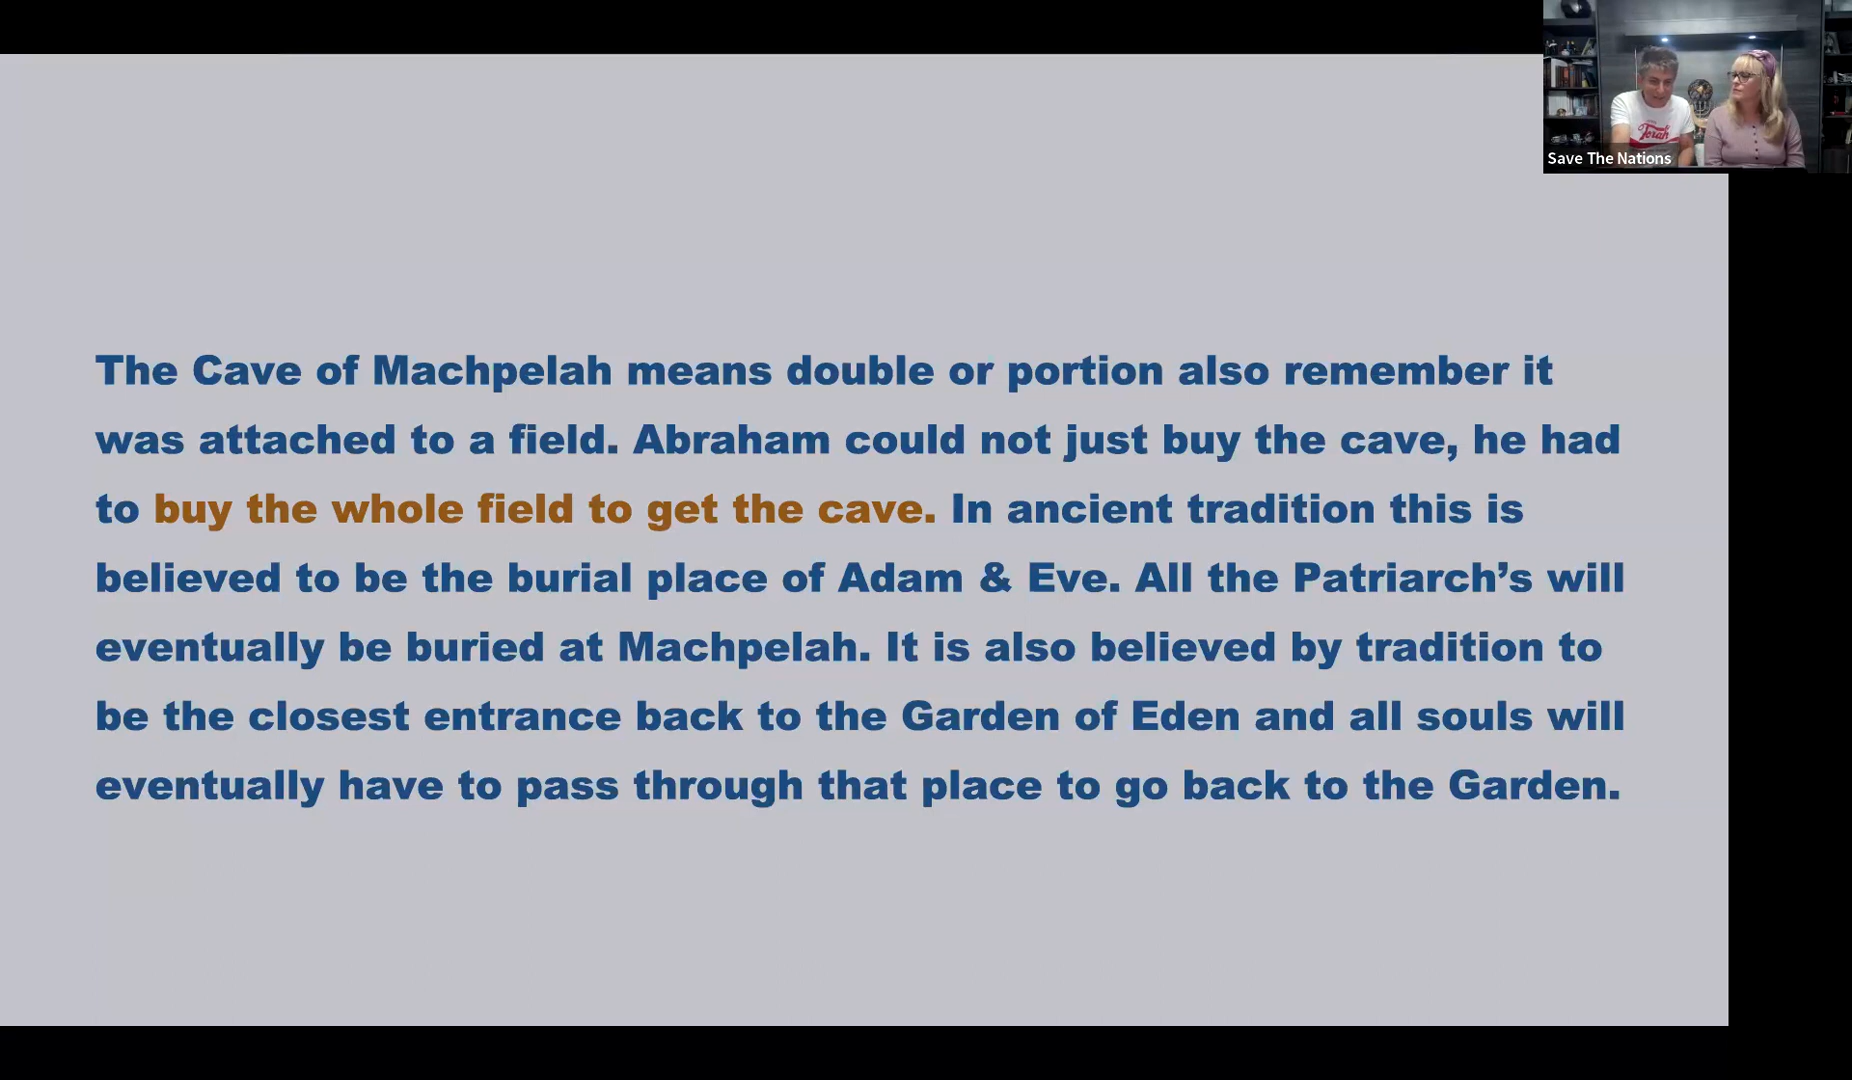 The Cave of Machpelah means double or portion also remember it
was attached to a field. Abraham could not just buy the cave, he had
to buy the whole field to get the cave. In ancient tradition this is
believed to be the burial place of Adam & Eve. All the Patriarch’s will
eventually be buried at Machpelah. It is also believed by tradition to
be the closest entrance back to the Garden of Eden and all souls will
eventually have to pass through that place to go back to the Garden.
Torah
Save The Nations